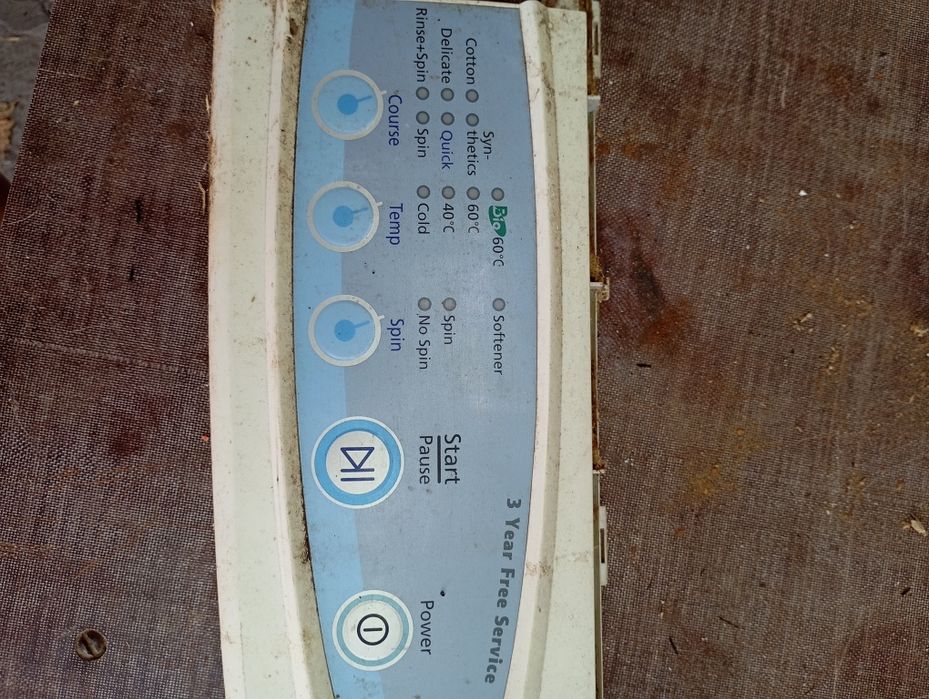 3 Year Free Service
Syn-
thetics
Cotton
Delicate
Quick
Rinse+Spin
Spin
Course
Bio 60°C
60°C
40°C
Cold
Temp
Softener
Spin
No Spin
Spin
Start
Pause
Power